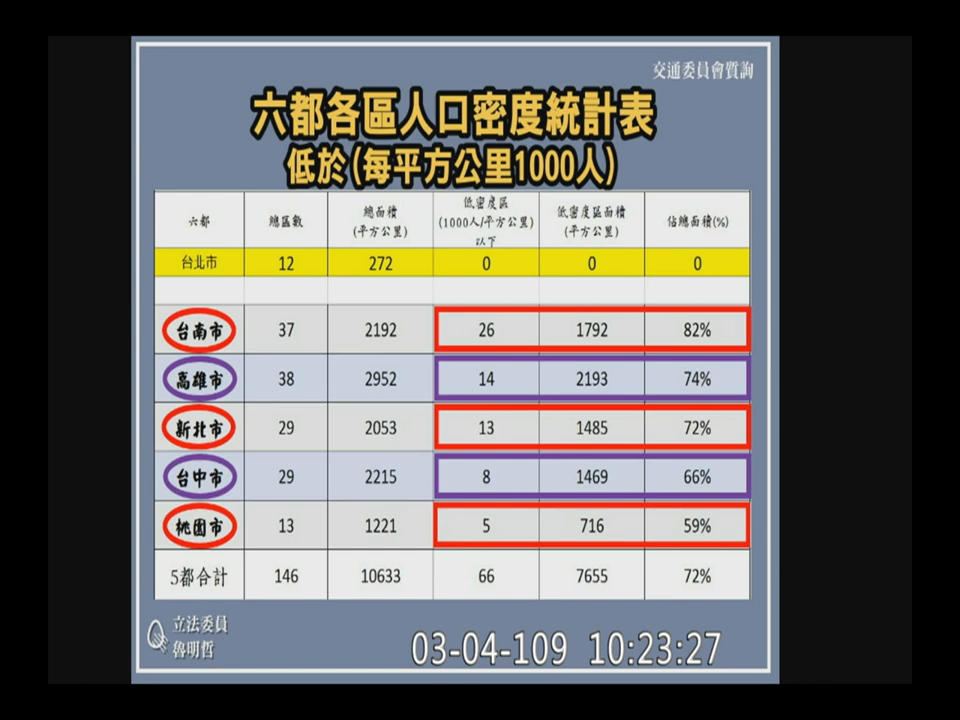 交通委員會質詢
六都各區人口密度統計表
低於(每平方公里1000人)
六都 總區數 總面積(平方公里) 低密度區(1000人/平方公里)以下 低密度區面積(平方公里) 佔總面積(%)
台北市 12 272 0 0 0
台南市 37 2192 26 1792 82%
高雄市 38 2952 14 2193 74%
新北市 29 2053 13 1485 72%
台中市 29 2215 8 1469 66%
桃園市 13 1221 5 716 59%
5都合計 146 10633 66 7655 72%
立法委員
魯明哲
03-04-109 10:23:27